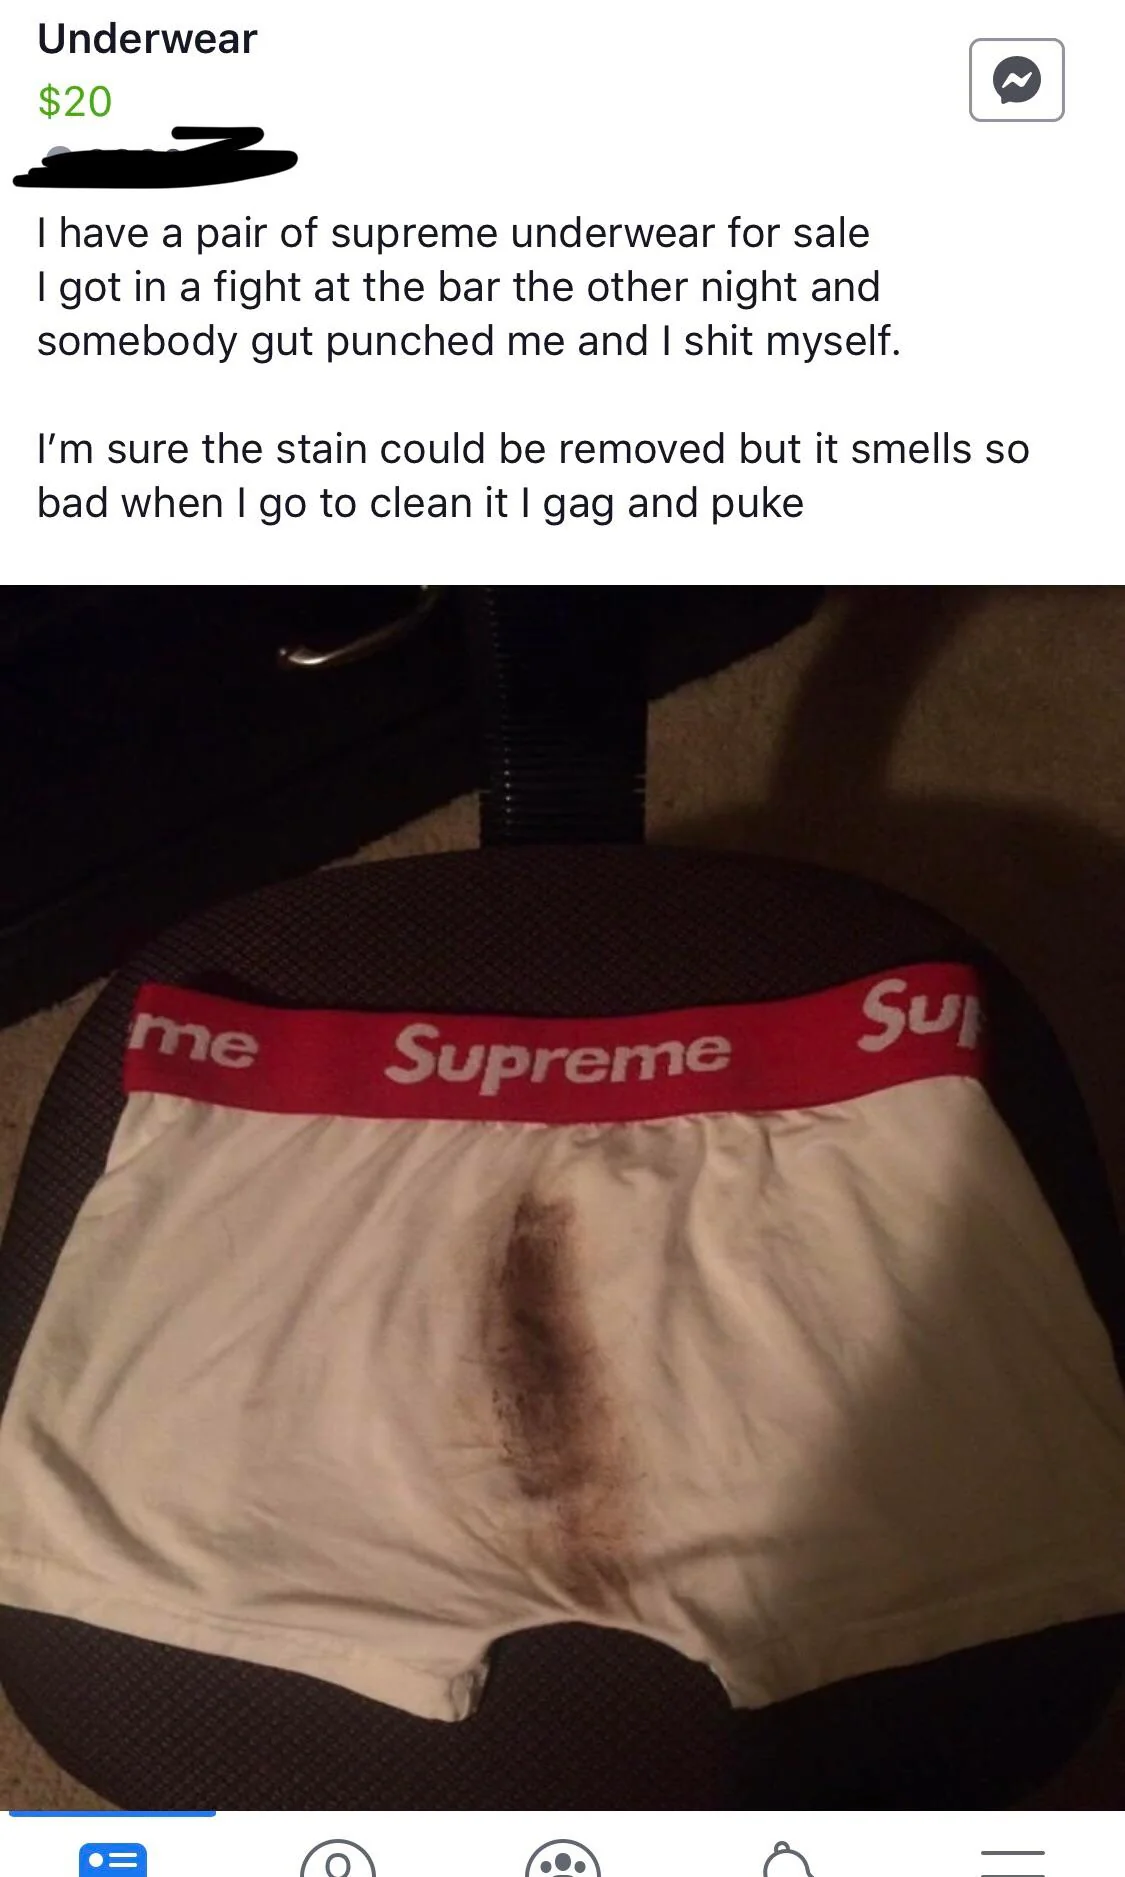 Underwear
$20
I have a pair of supreme underwear for sale
I got in a fight at the bar the other night and
somebody gut punched me and I shit myself.
I'm sure the stain could be removed but it smells so
bad when I go to clean it I gag and puke
me Supreme Sup